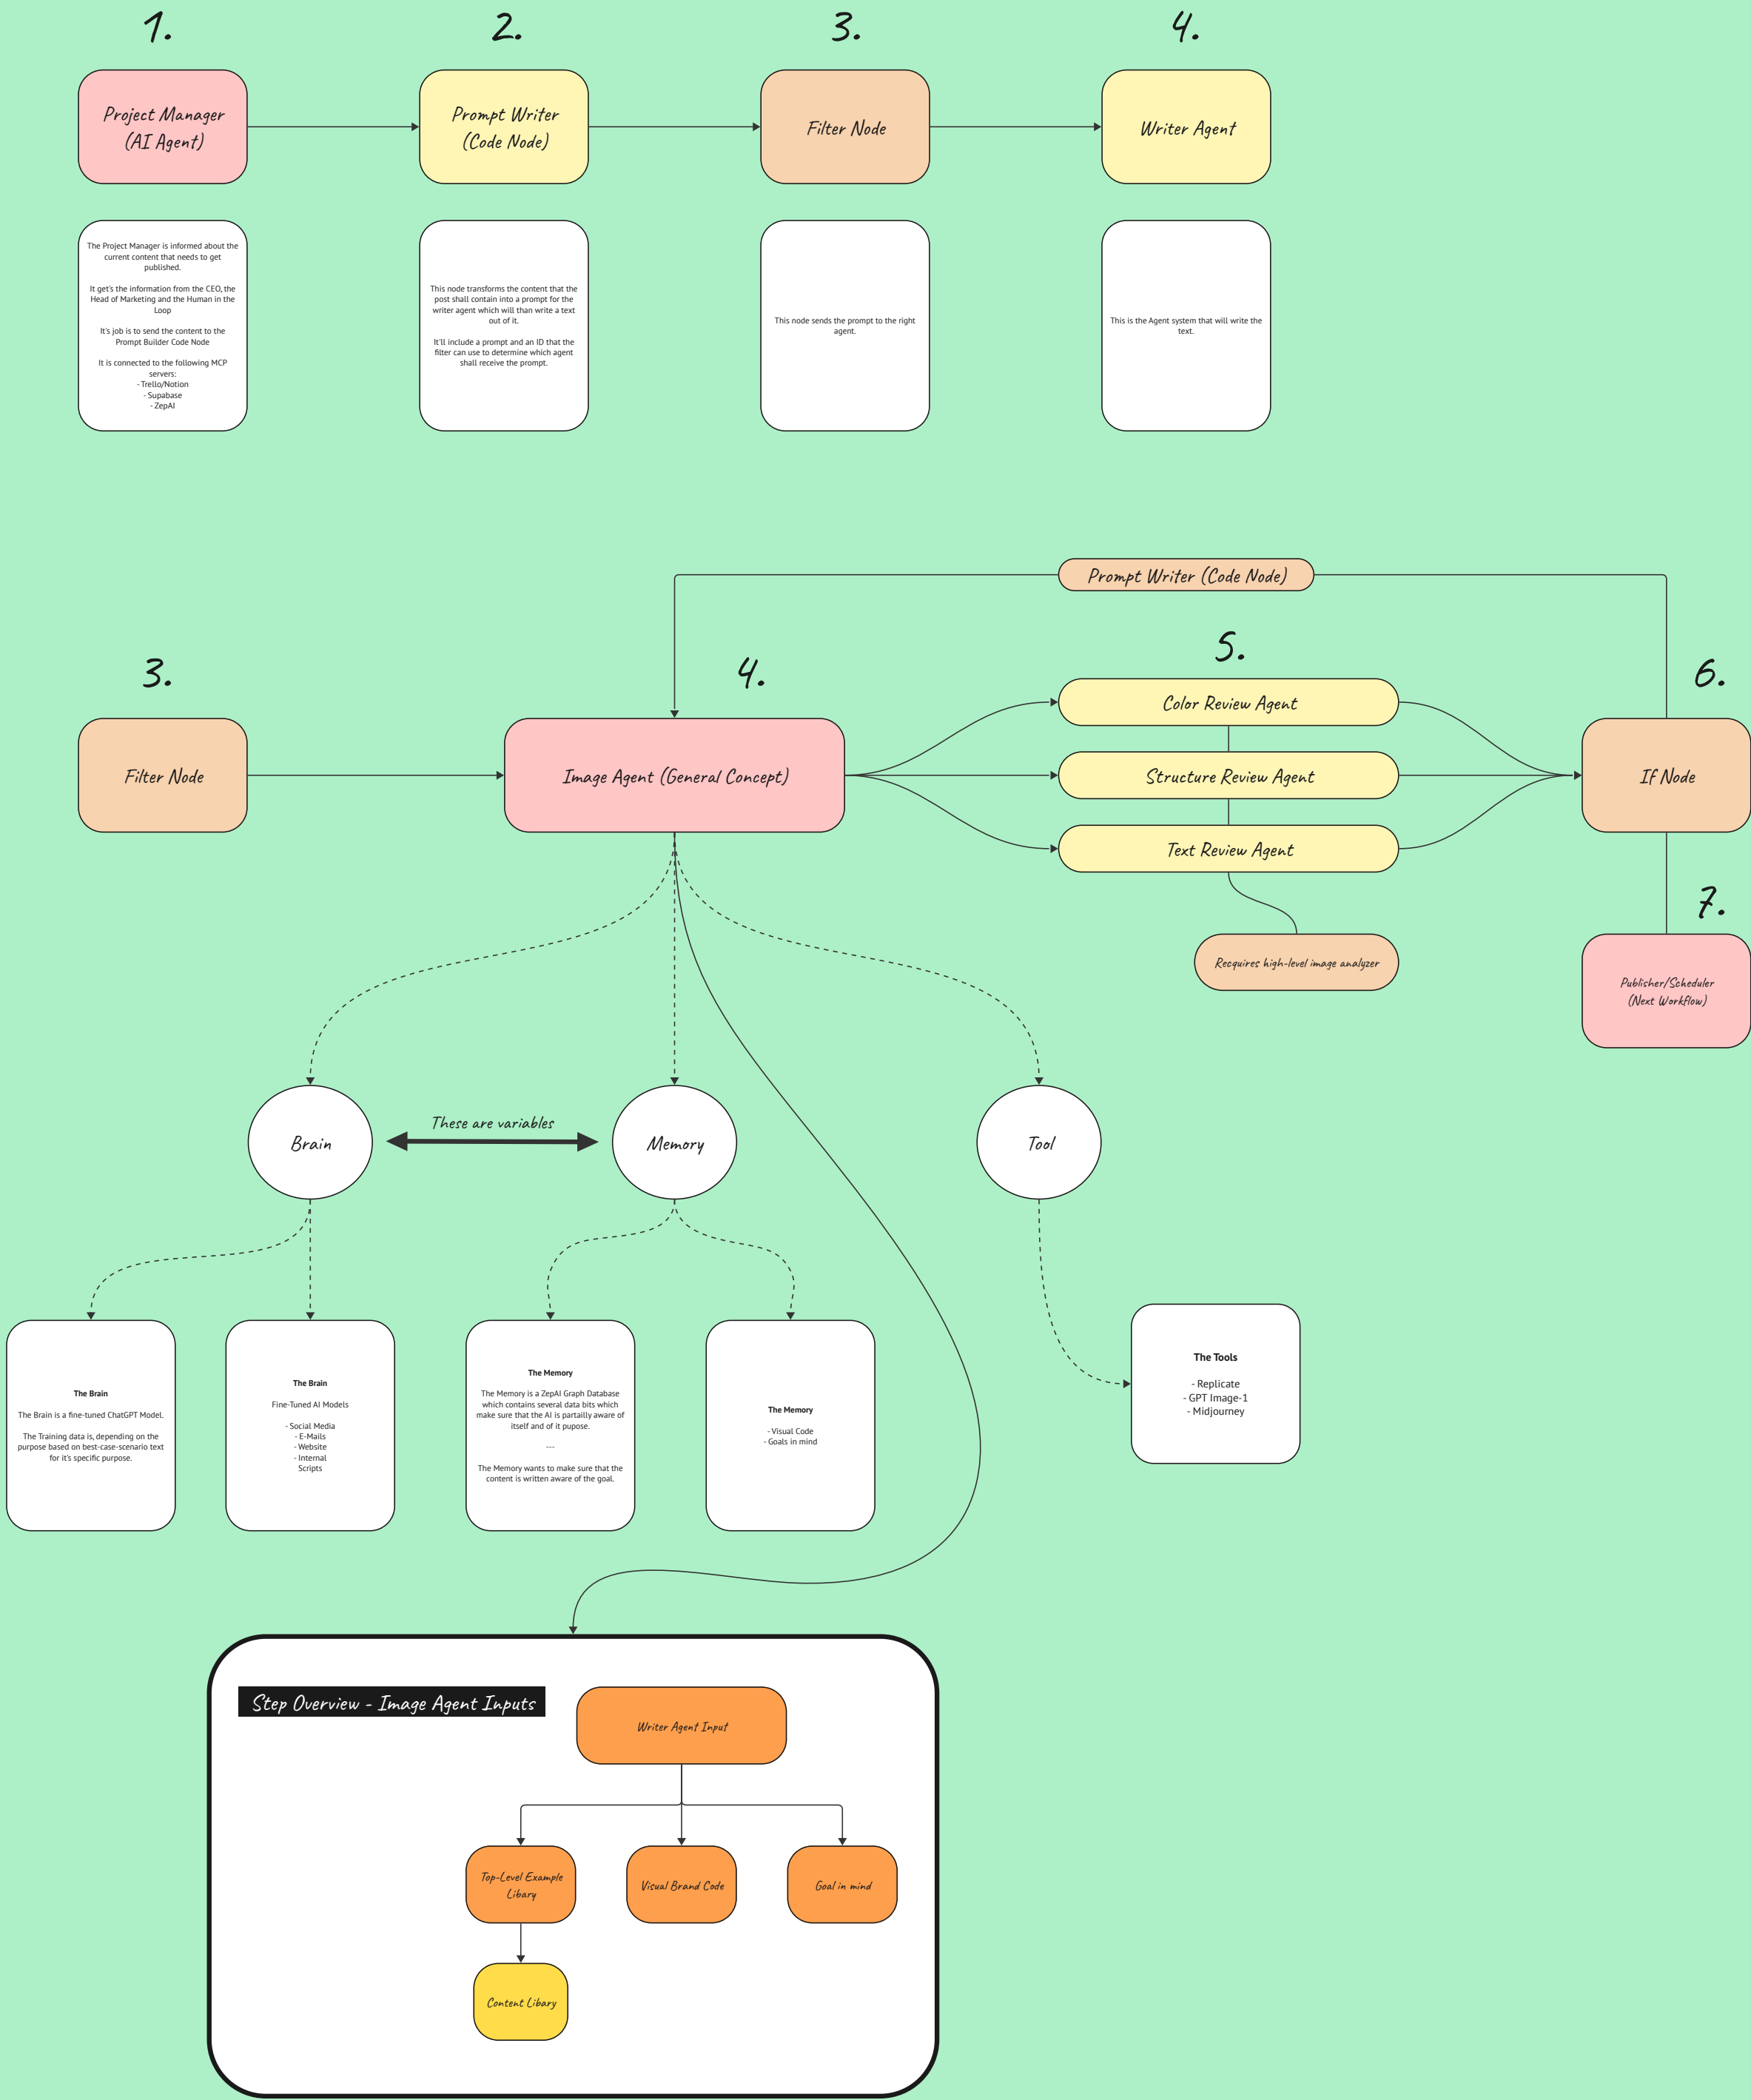 1.
2.
3.
4.
Project Manager
(AI Agent)
Prompt Writer
(Code Node)
Filter Node
Writer Agent
The Project Manager is informed about the
current content that needs to get
published.
It get's the information from the CEO, the
Head of Marketing and the Human in the
Loop
It's job is to send the content to the
Prompt Builder Code Node
It is connected to the following MCP
servers:
- Trello/Notion
- Supabase
- ZepAI
This node transforms the content that the
post shall contain into a prompt for the
writer agent which will than write a text
out of it.
It'll include a prompt and an ID that the
filter can use to determine which agent
shall receive the prompt.
This node sends the prompt to the right
agent.
This is the Agent system that will write the
text.
Prompt Writer (Code Node)
3.
4.
5.
6.
Filter Node
Image Agent (General Concept)
Color Review Agent
Structure Review Agent
Text Review Agent
If Node
7.
Recquires high-level image analyzer
Publisher/Scheduler
(Next Workflow)
Brain
These are variables
Memory
Tool
The Brain
The Brain is a fine-tuned ChatGPT Model.
The Training data is, depending on the
purpose based on best-case-scenario text
for it's specific purpose.
The Brain
Fine-Tuned AI Models
- Social Media
- E-Mails
- Website
- Internal
Scripts
The Memory
The Memory is a ZepAI Graph Database
which contains several data bits which
make sure that the AI is partailly aware of
itself and of it pupose.
---
The Memory wants to make sure that the
content is written aware of the goal.
The Memory
- Visual Code
- Goals in mind
The Tools
- Replicate
- GPT Image-1
- Midjourney
Step Overview - Image Agent Inputs
Writer Agent Input
Top-Level Example
Libary
Visual Brand Code
Goal in mind
Content Libary